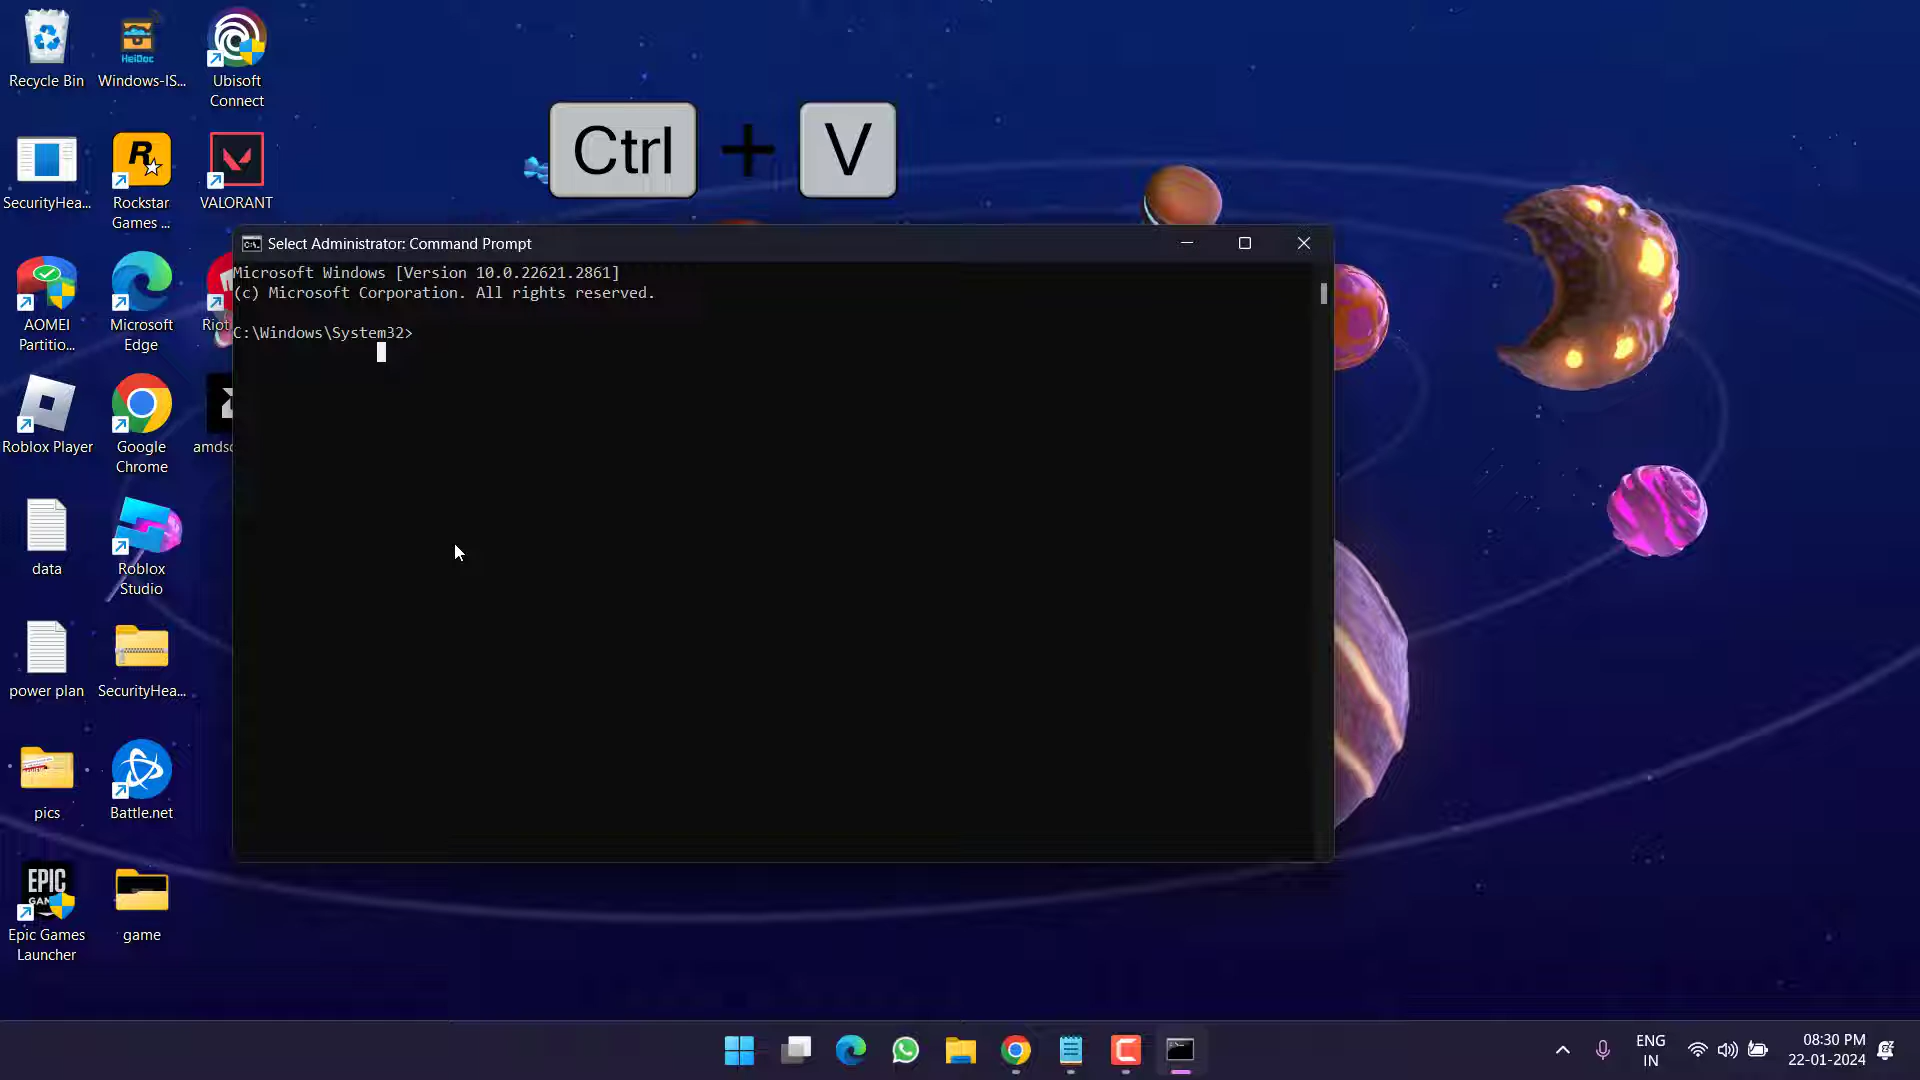 Recycle Bin
Windows-IS...
HeiDoc
Ubisoft
Connect
Ctrl + V
SecurityHea...
R
Rockstar
Games ...
VALORANT
Select Administrator: Command Prompt
Microsoft Windows [Version 10.0.22621.2861]
(c) Microsoft Corporation. All rights reserved.
C:\Windows\System32>
AOMEI
Partitio...
Microsoft
Edge
Riot
Roblox Player
Google
Chrome
amdsc
data
Roblox
Studio
power plan
SecurityHea...
pics
Battle.net
EPIC
GAM
Epic Games
Launcher
game
ENG
IN
08:30 PM
22-01-2024